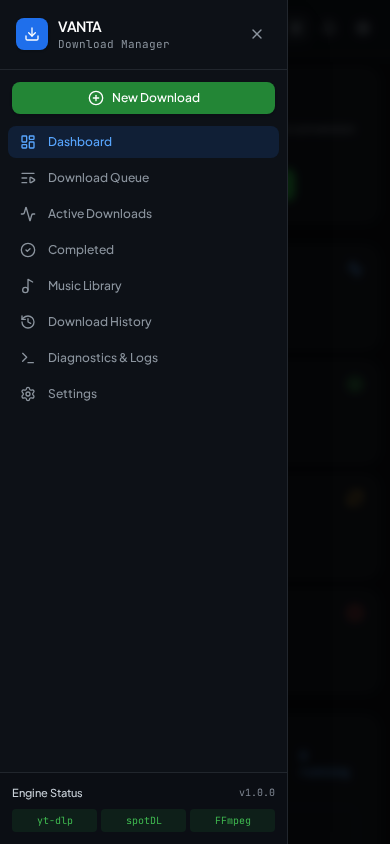 VANTA
Download Manager
New Download
Dashboard
Download Queue
Active Downloads
Completed
Music Library
Download History
Diagnostics & Logs
Settings
Engine Status v1.0.0
yt-dlp spotDL FFmpeg